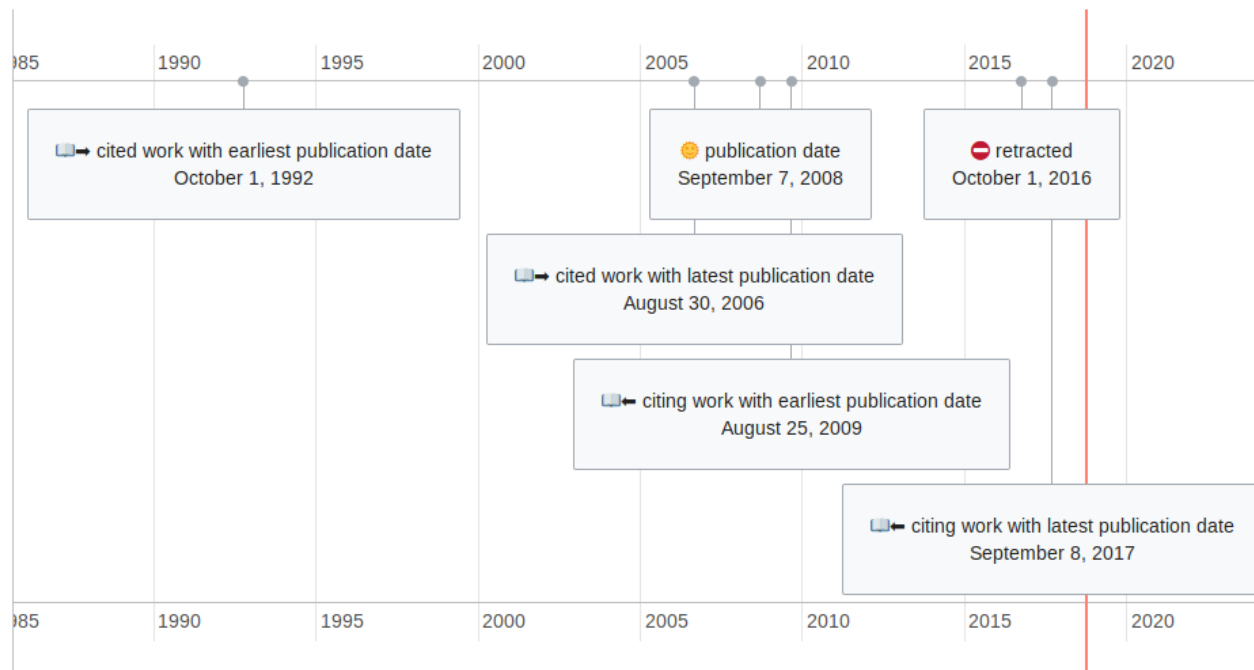 985 1990 1995 2000 2005 2010 2015 2020
cited work with earliest publication date
October 1, 1992
publication date
September 7, 2008
retracted
October 1, 2016
cited work with latest publication date
August 30, 2006
citing work with earliest publication date
August 25, 2009
citing work with latest publication date
September 8, 2017
985 1990 1995 2000 2005 2010 2015 2020